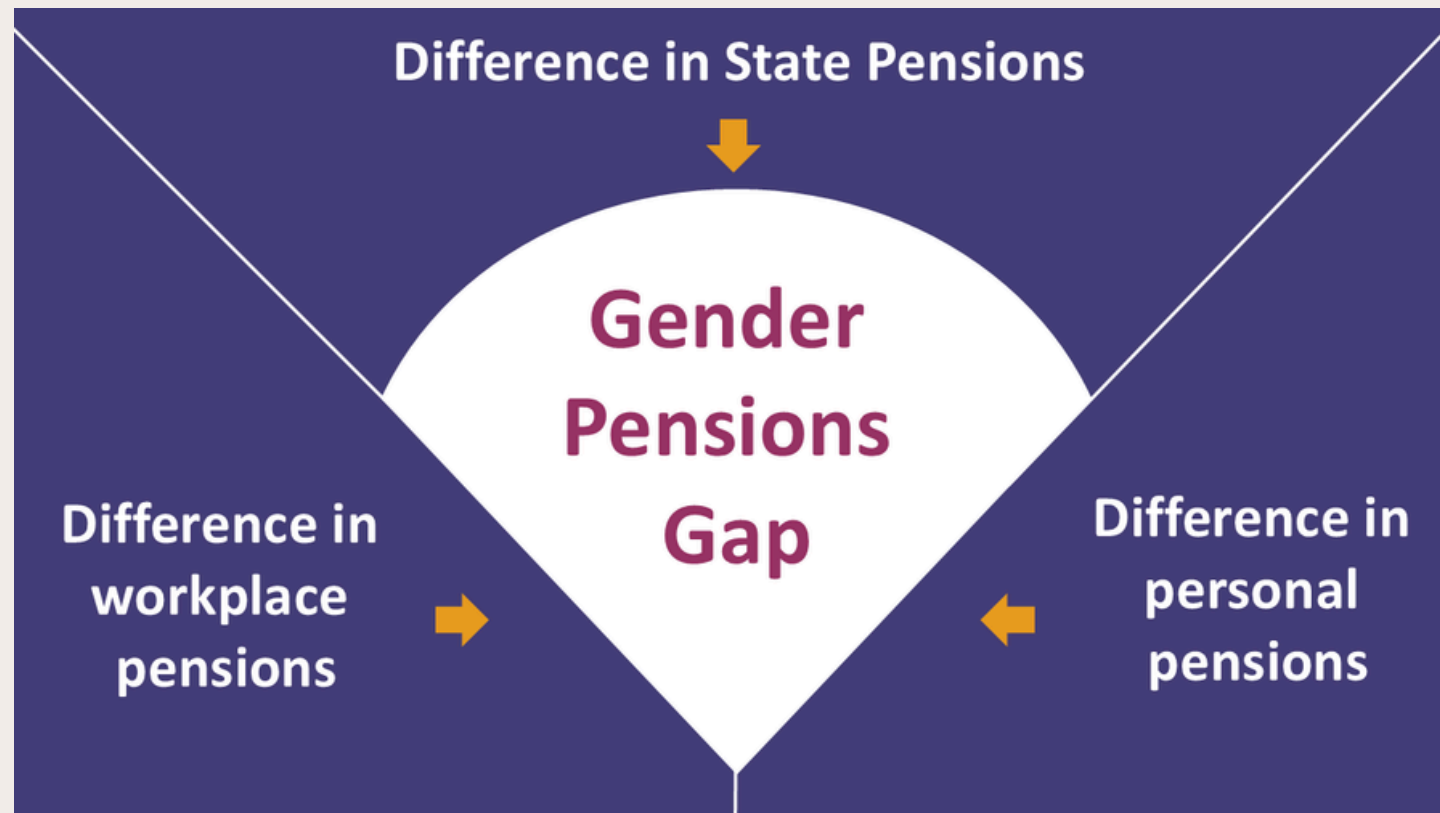 Difference in State Pensions
Gender
Pensions
Gap
Difference in
workplace
pensions
Difference in
personal
pensions